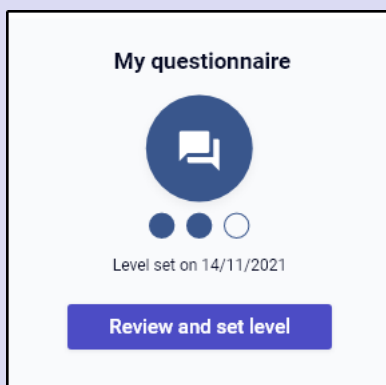 My questionnaire
Level set on 14/11/2021
Review and set level